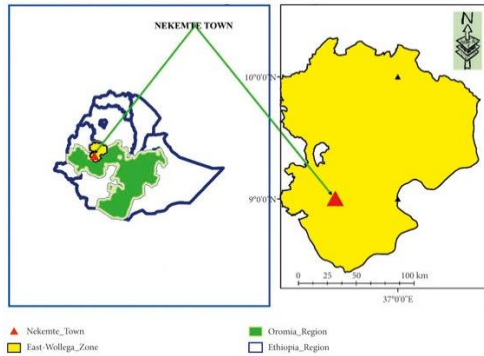 NEKEMTE TOWN
N
10°0'0"N
9°0'0"N
0 25 50 100 km
37°0'0"E
Nekemte_Town
East-Wollega_Zone
Oromia_Region
Ethiopia_Region